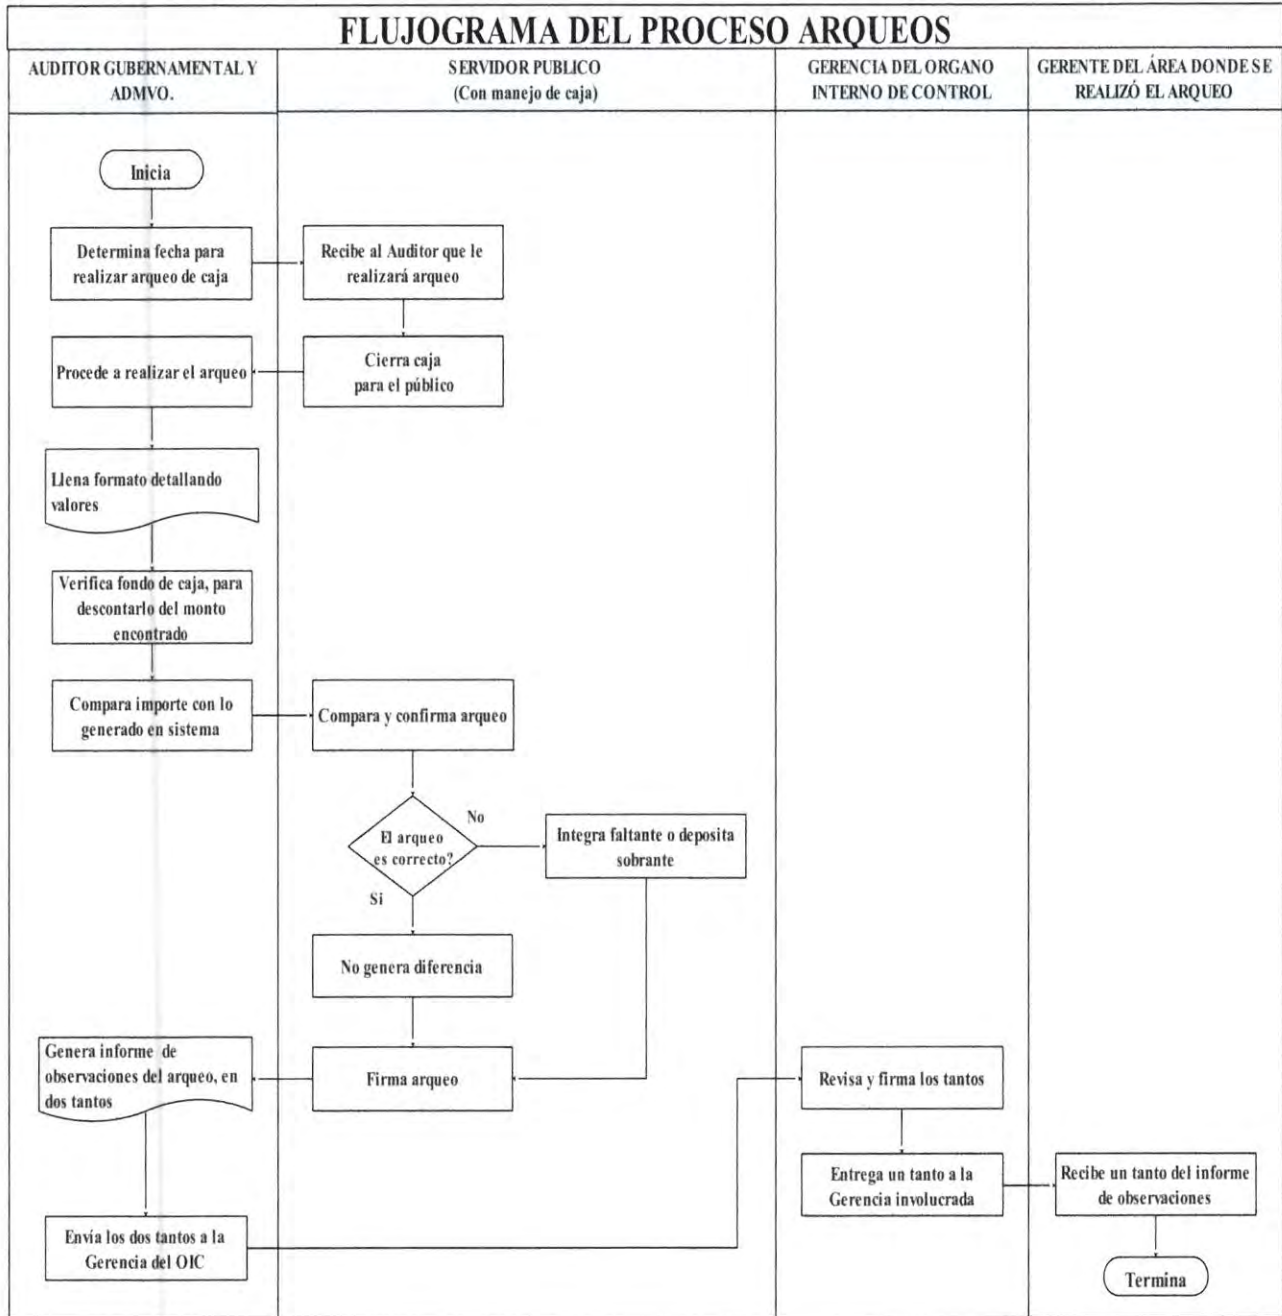 FLUJOGRAMA DEL PROCESO ARQUEOS
AUDITOR GUBERNAMENTAL Y
ADMVO.
SERVIDOR PUBLICO
(Con manejo de caja)
GERENCIA DEL ORGANO
INTERNO DE CONTROL
GERENTE DEL ÁREA DONDE SE
REALIZÓ EL ARQUEO
Inicia
Determina fecha para
realizar arqueo de caja
Recibe al Auditor que le
realizará arqueo
Cierra caja
para el público
Procede a realizar el arqueo
Llena formato detallando
valores
Verifica fondo de caja, para
descontarlo del monto
encontrado
Compara importe con lo
generado en sistema
Compara y confirma arqueo
El arqueo
es correcto?
No
Integra faltante o deposita
sobrante
Si
No genera diferencia
Firma arqueo
Genera informe de
observaciones del arqueo, en
dos tantos
Envía los dos tantos a la
Gerencia del OIC
Revisa y firma los tantos
Entrega un tanto a la
Gerencia involucrada
Recibe un tanto del informe
de observaciones
Termina